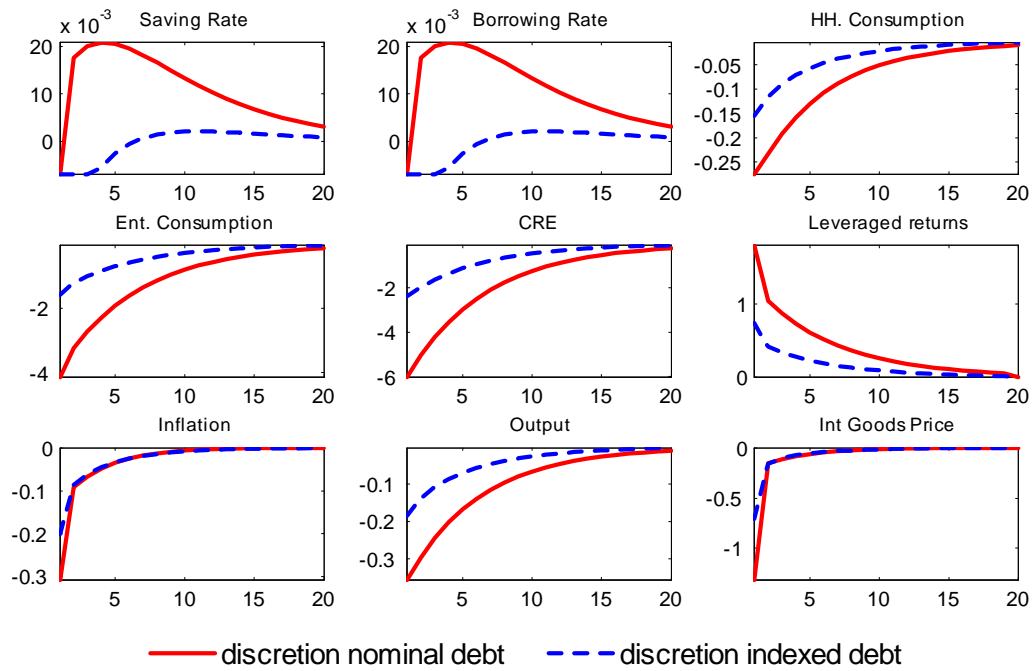 Saving Rate
x 10-3
20
10
0
5 10 15 20
Borrowing Rate
x 10-3
20
10
0
5 10 15 20
HH. Consumption
-0.05
-0.1
-0.15
-0.2
-0.25
5 10 15 20
Ent. Consumption
-2
-4
5 10 15 20
CRE
-2
-4
-6
5 10 15 20
Leveraged returns
1
0
5 10 15 20
Inflation
0
-0.1
-0.2
-0.3
5 10 15 20
Output
-0.1
-0.2
-0.3
5 10 15 20
Int Goods Price
0
-0.5
-1
5 10 15 20
discretion nominal debt discretion indexed debt